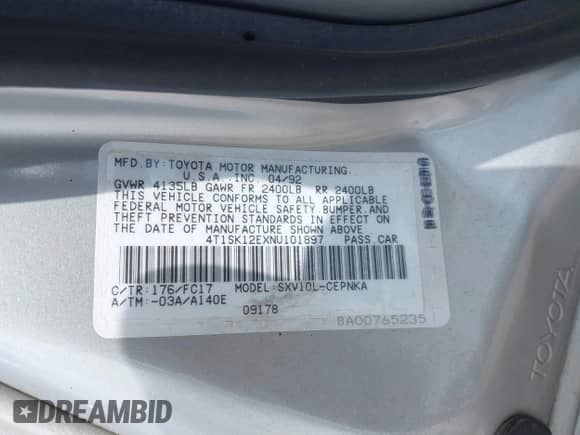 MFD.BY:TOYOTA MOTOR MANUFACTURING.
U.S.A.,INC 04/92
GVWR 4135LB GAWR FR 2400LB RR 2400LB
THIS VEHICLE CONFORMS TO ALL APPLICABLE
FEDERAL MOTOR VEHICLE SAFETY BUMPER,AND
THEFT PREVENTION STANDARDS IN EFFECT ON
THE DATE OF MANUFACTURE SHOWN ABOVE
4T1SK12EXNU101897 PASS.CAR
C/TR:176/FC17 MODEL:SXV10L-CEPNKA
A/TM:-03A/A140E
09178
BA00765235
TOYOTA
DREAMBID